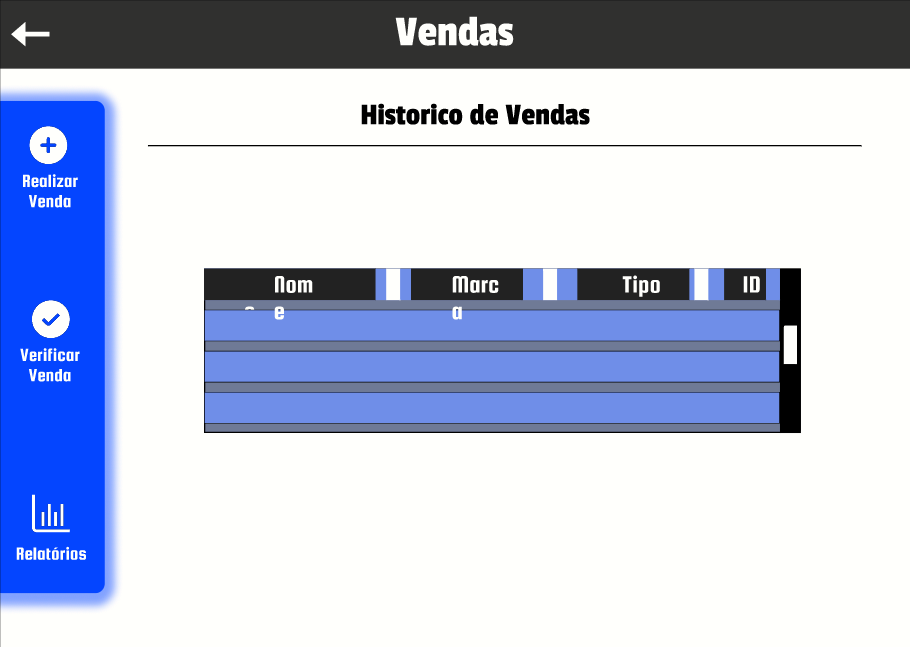 Vendas
Historico de Vendas
Realizar
Venda
Verificar
Venda
Relatórios
Nom
e
Marc
a
Tipo
ID